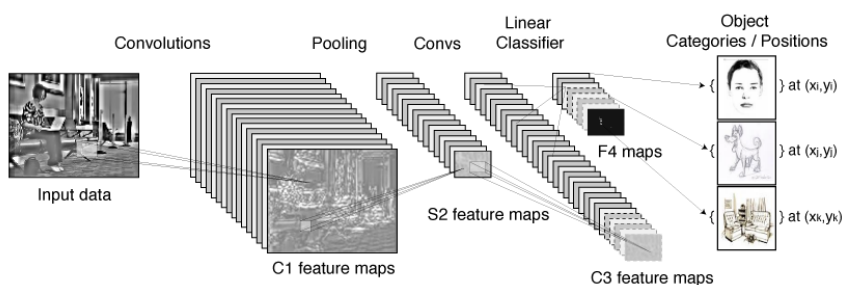 Convolutions
Pooling
Convs
Linear
Classifier
Object
Categories / Positions
Input data
C1 feature maps
S2 feature maps
C3 feature maps
F4 maps
{ } at (xi,yi)
{ } at (xj,yj)
{ } at (xk,yk)